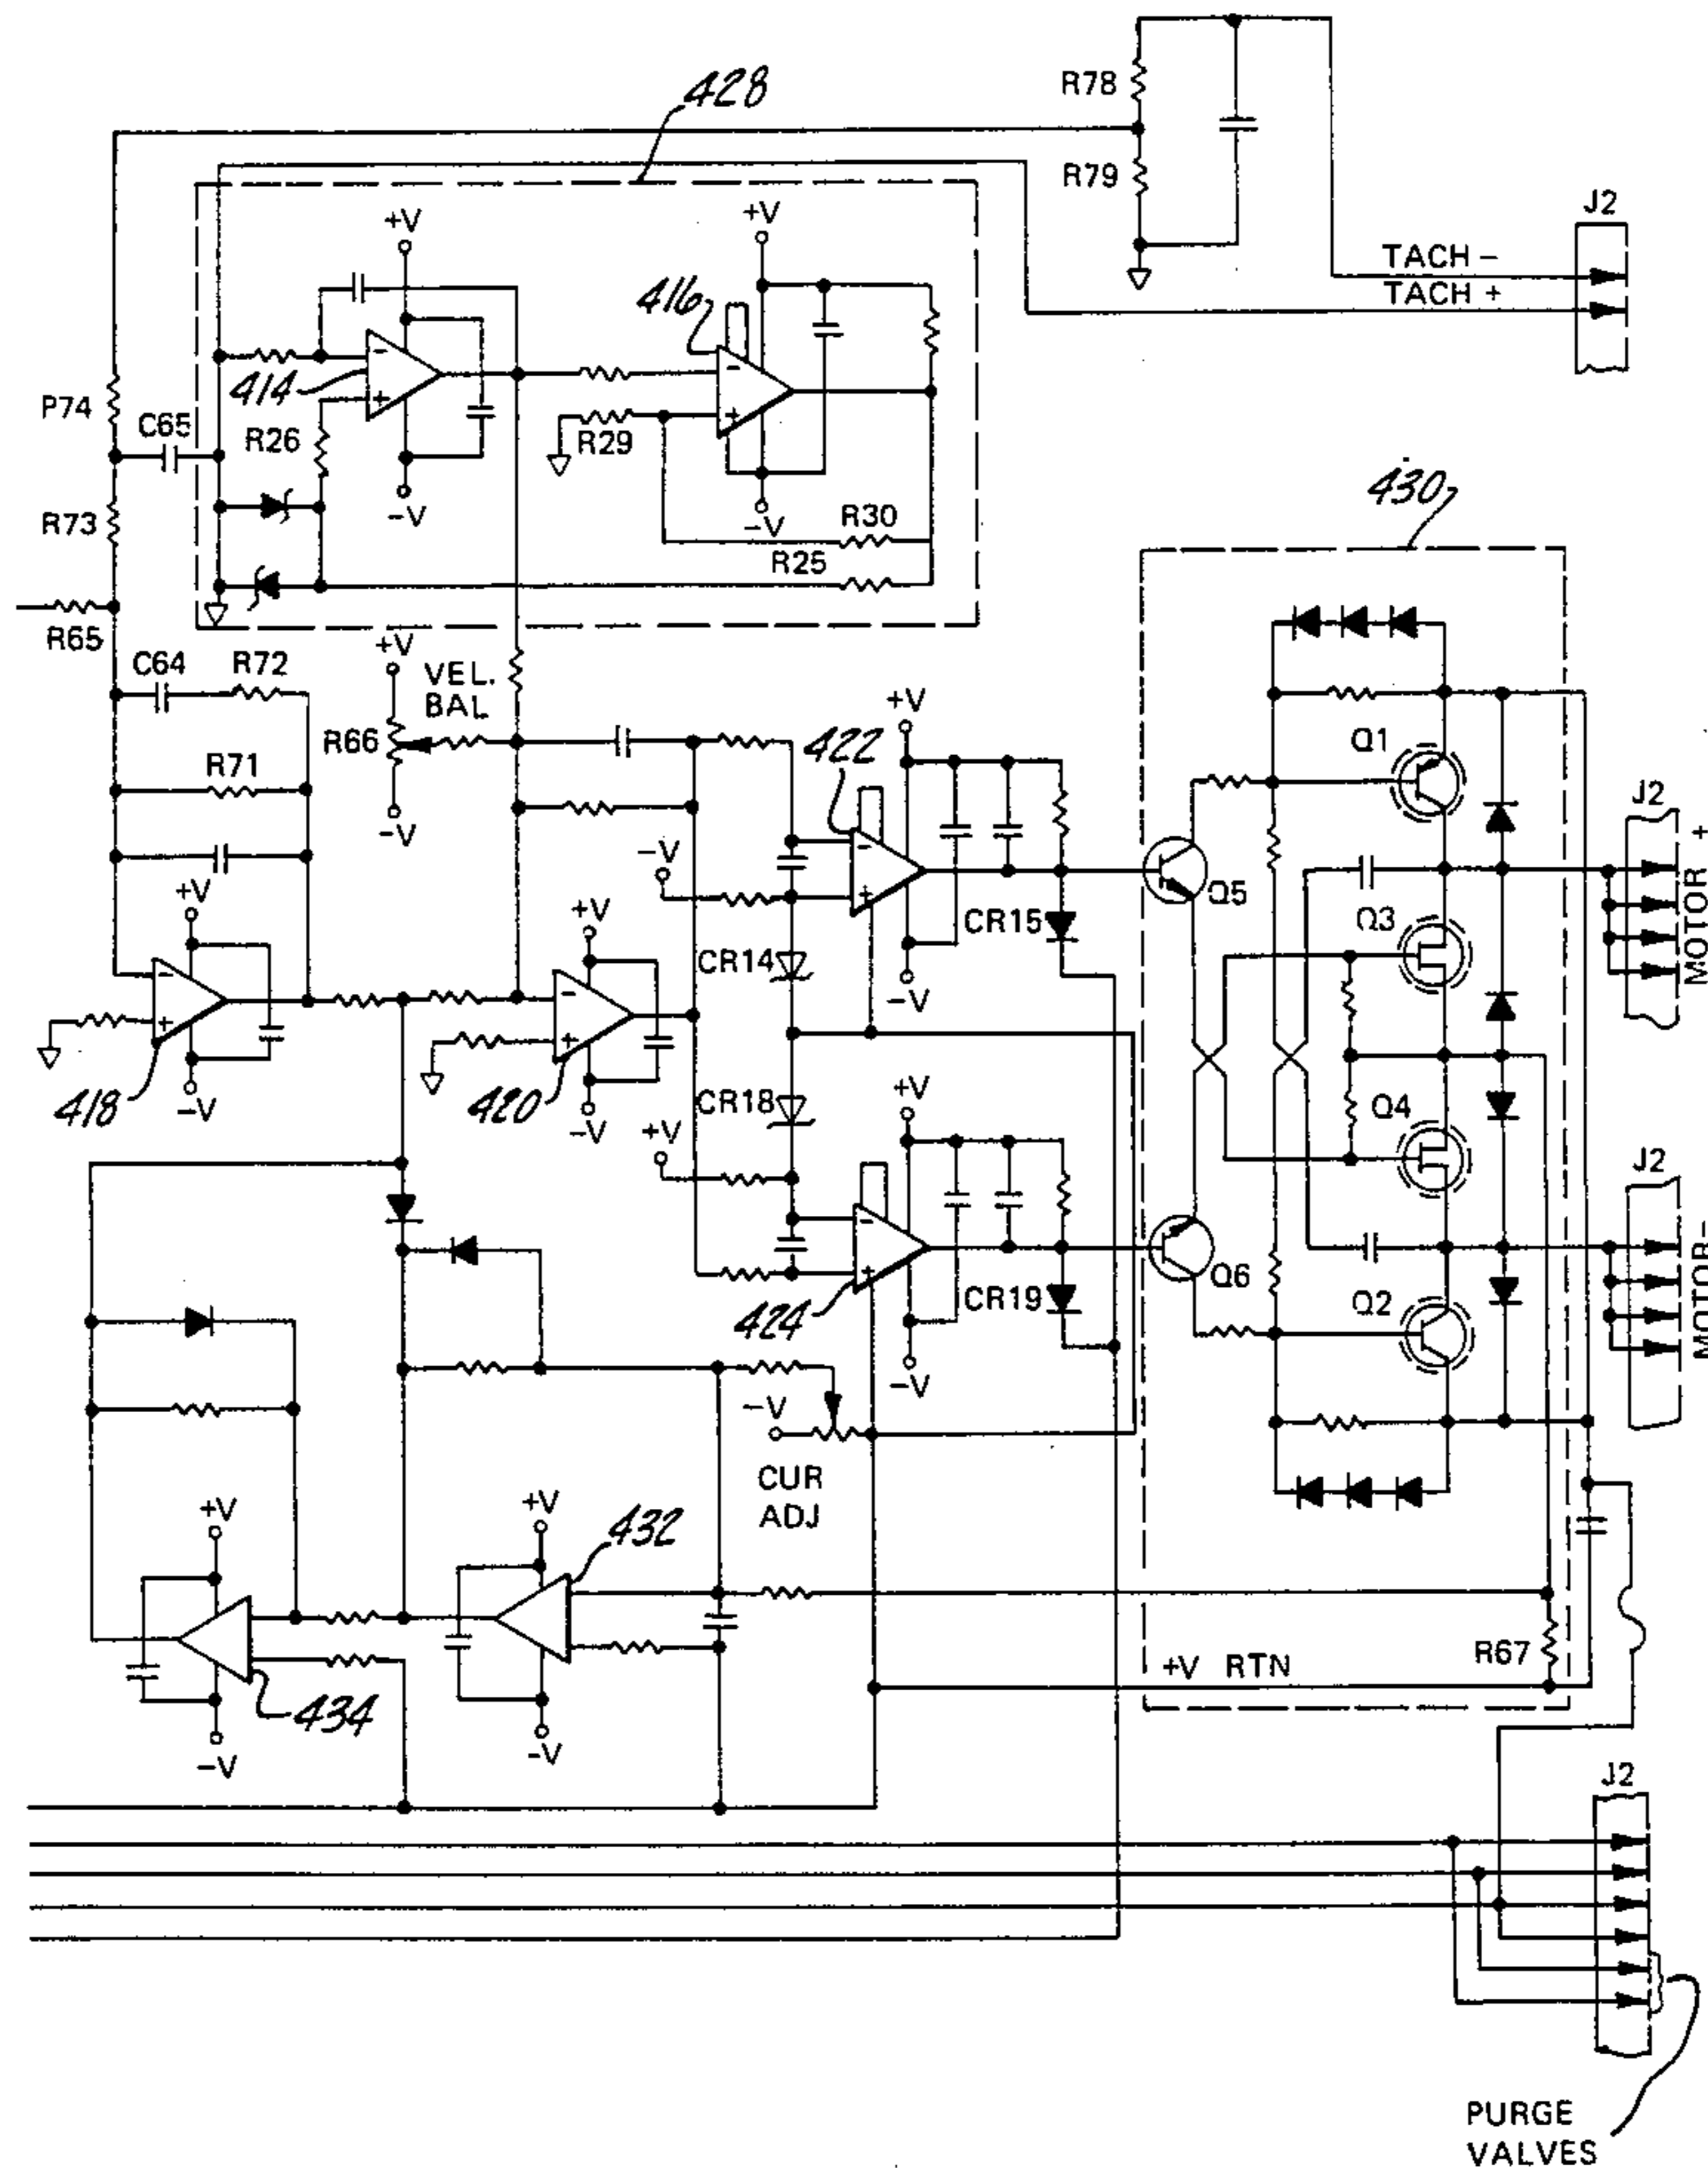 428
R78
R79
J2
TACH –
TACH +
+V
+V
416
414
P74
C65
R26
R29
–V
–V
R73
R30
R25
R65
430
C64
R72
+V
VEL.
BAL
R66
–V
+V
422
R71
Q1
J2
MOTOR +
–V
Q5
CR15
Q3
+V
+V
CR14
–V
418
–V
420
–V
CR18
+V
+V
Q4
J2
MOTOR–
Q6
CR19
Q2
424
–V
–V
CUR
ADJ
+V
+V
432
434
–V
–V
+V RTN
R67
J2
PURGE
VALVES